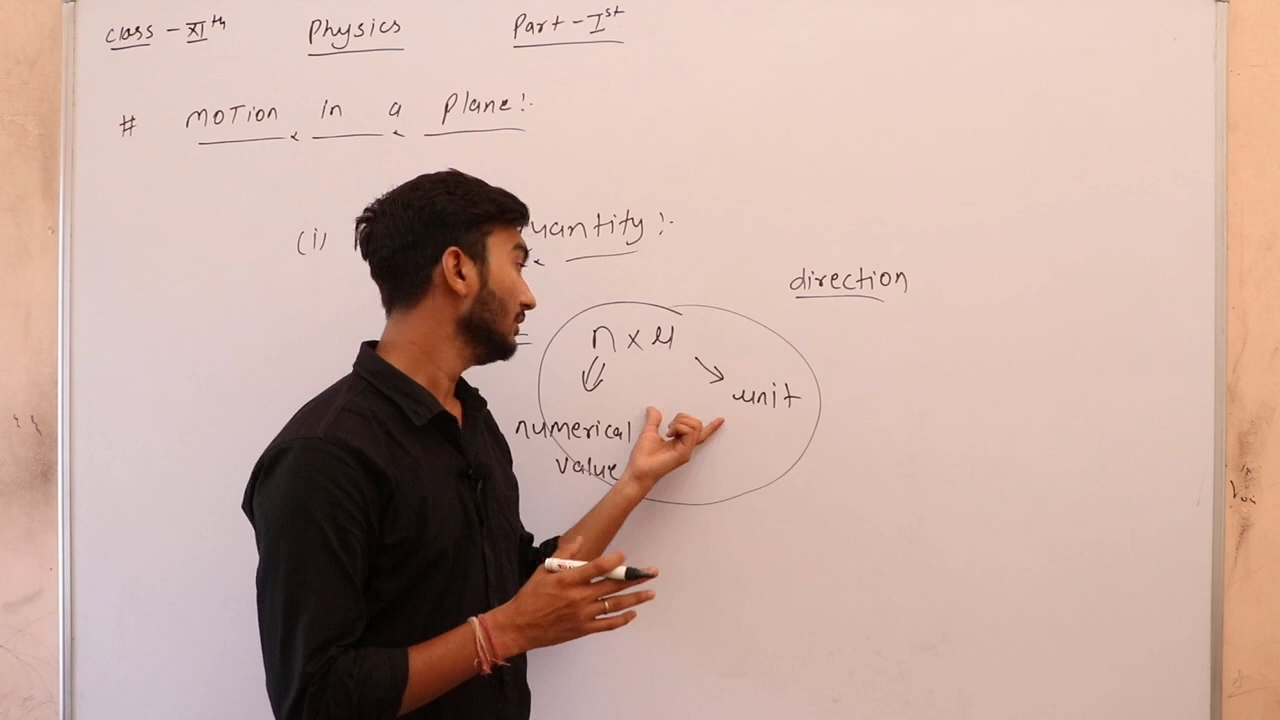 class - XIth Physics Part - Ist
# MOTion in a Plane:-
(i) uantity :-
direction
= n x u
unit
numerical
value